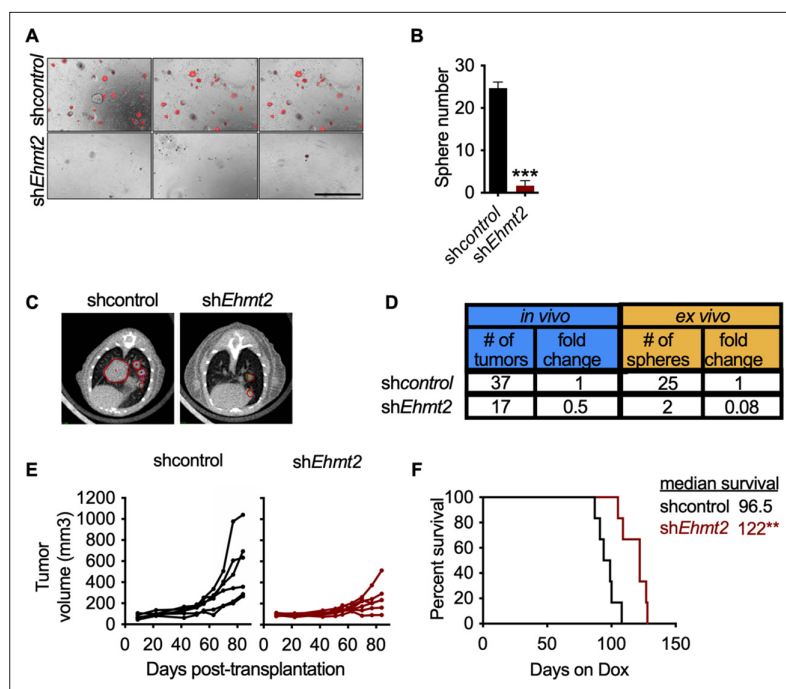 A
shcontrol
shEhmt2
B
Sphere number
30
20
10
0
***
shcontrol
shEhmt2
C
shcontrol
shEhmt2
D
in vivo
ex vivo
# of tumors
fold change
# of spheres
fold change
shcontrol 37 1 25 1
shEhmt2 17 0.5 2 0.08
E
shcontrol
shEhmt2
Tumor
volume (mm3)
1200
1000
800
600
400
200
0
0 20 40 60 80
0 20 40 60 80
Days post-transplantation
F
median survival
shcontrol 96.5
shEhmt2 122**
Percent survival
100
80
60
40
20
0
0 50 100 150
Days on Dox